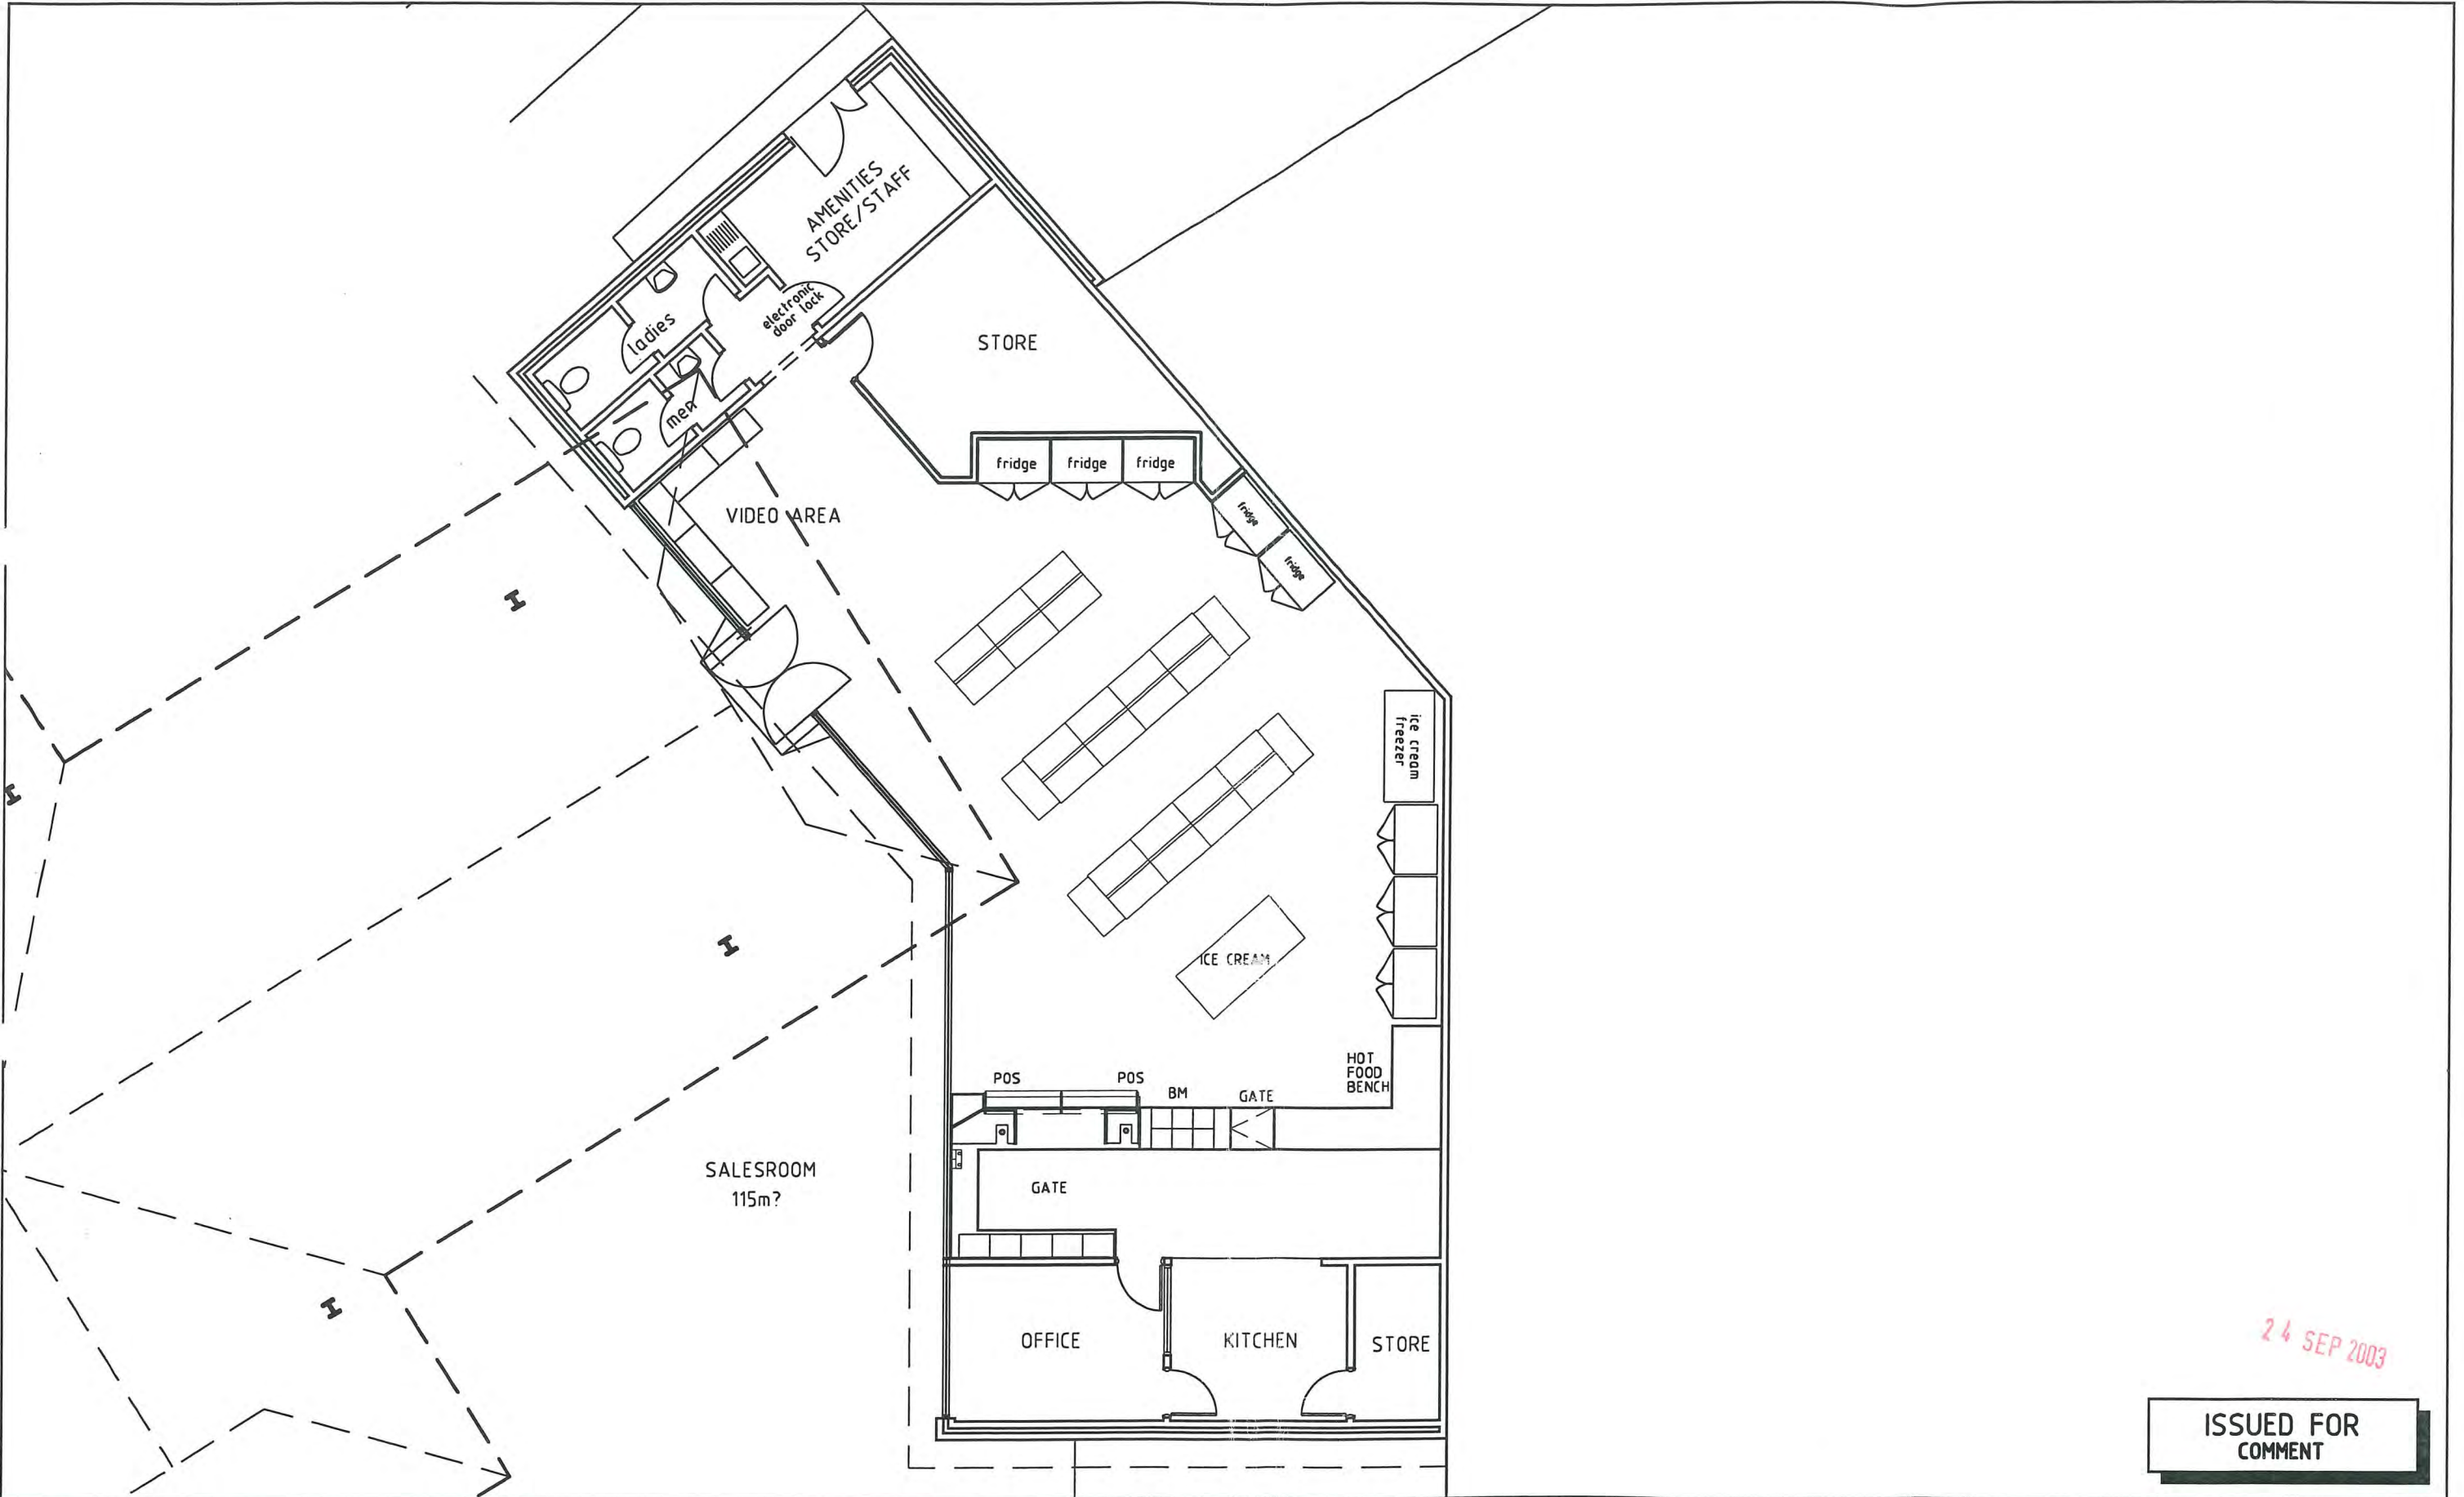 AMENITIES
STORE/STAFF
electronic
door lock
ladies
men
STORE
fridge
fridge
fridge
fridge
fridge
VIDEO AREA
ice cream
freezer
ICE CREAM
HOT
FOOD
BENCH
POS
POS
BM
GATE
SALESROOM
115m?
GATE
OFFICE
KITCHEN
STORE
24 SEP 2003
ISSUED FOR
COMMENT